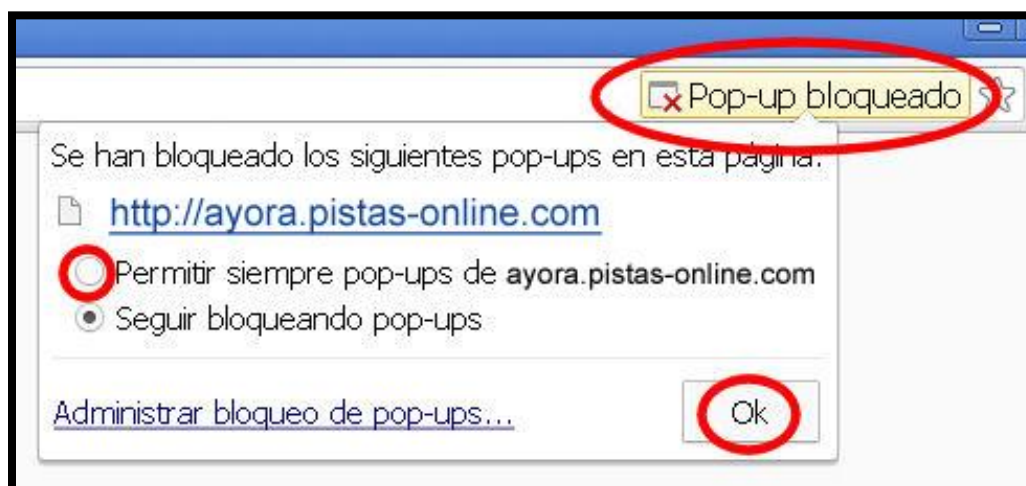 Pop-up bloqueado
Se han bloqueado los siguientes pop-ups en esta página:
http://ayora.pistas-online.com
Permitir siempre pop-ups de ayora.pistas-online.com
Seguir bloqueando pop-ups
Administrar bloqueo de pop-ups...
Ok